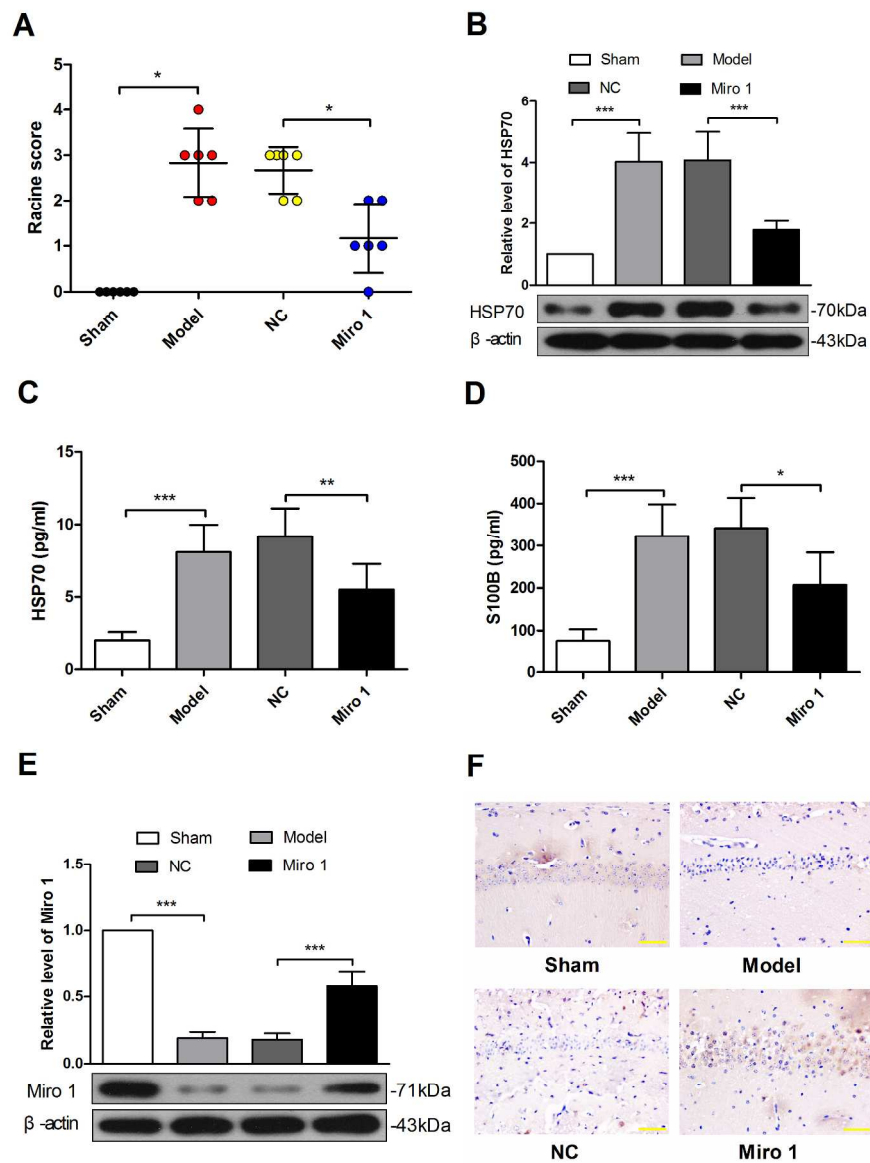 A
Racine score
5
4
3
2
1
0
*
*
Sham
Model
NC
Miro 1
B
Sham
Model
NC
Miro 1
Relative level of HSP70
6
4
2
0
***
***
HSP70
-70kDa
β -actin
-43kDa
C
HSP70 (pg/ml)
15
10
5
0
***
**
Sham
Model
NC
Miro 1
D
S100B (pg/ml)
500
400
300
200
100
0
***
*
Sham
Model
NC
Miro 1
E
Sham
Model
NC
Miro 1
Relative level of Miro 1
1.5
1.0
0.5
0.0
***
***
Miro 1
-71kDa
β -actin
-43kDa
F
Sham
Model
NC
Miro 1